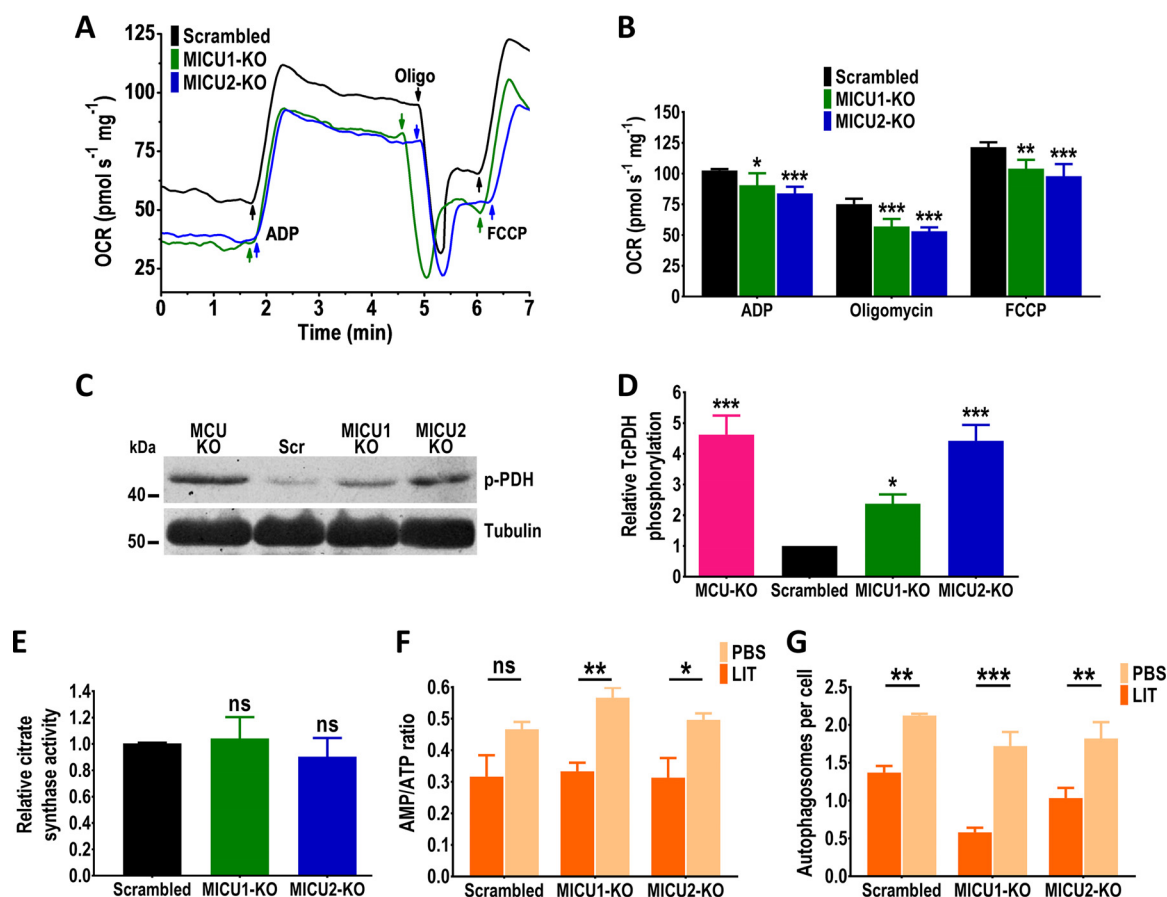 A
OCR (pmol s⁻¹ mg⁻¹)
125
100
75
50
25
Scrambled
MICU1-KO
MICU2-KO
Oligo
ADP
FCCP
0 1 2 3 4 5 6 7
Time (min)
B
Scrambled
MICU1-KO
MICU2-KO
OCR (pmol s⁻¹ mg⁻¹)
150
125
100
75
50
25
0
* *** *** *** ** ***
ADP Oligomycin FCCP
C
kDa
MCU KO
Scr
MICU1 KO
MICU2 KO
p-PDH
40
Tubulin
50
D
Relative TcPDH
phosphorylation
6
5
4
3
2
1
0
*** * ***
MCU-KO Scrambled MICU1-KO MICU2-KO
E
Relative citrate
synthase activity
1.4
1.2
1.0
0.8
0.6
0.4
0.2
0.0
ns ns
Scrambled MICU1-KO MICU2-KO
F
PBS
LIT
AMP/ATP ratio
0.6
0.5
0.4
0.3
0.2
0.1
0.0
ns ** *
Scrambled MICU1-KO MICU2-KO
G
PBS
LIT
Autophagosomes per cell
2.5
2.0
1.5
1.0
0.5
0.0
** *** **
Scrambled MICU1-KO MICU2-KO